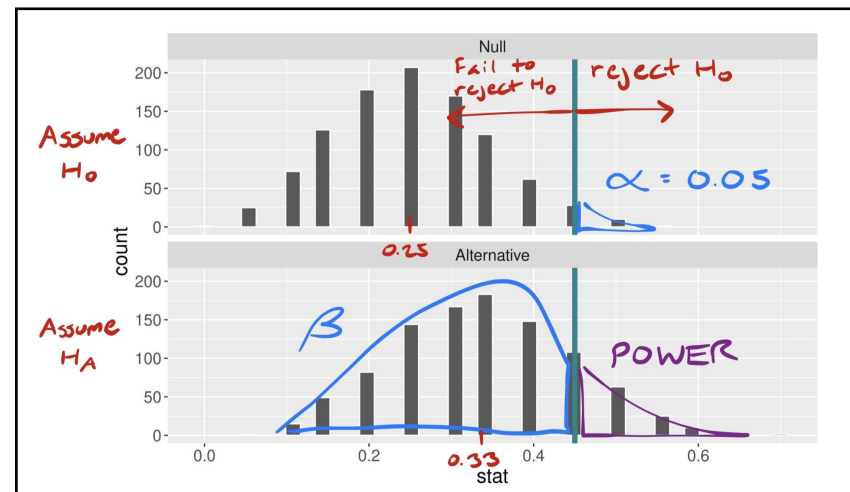 Null
Fail to
reject H₀
reject H₀
200
150
100
50
0
Assume
H₀
α = 0.05
0.25
count
Alternative
200
150
100
50
0
Assume
H_A
β
POWER
0.0
0.2
0.4
0.6
0.33
stat